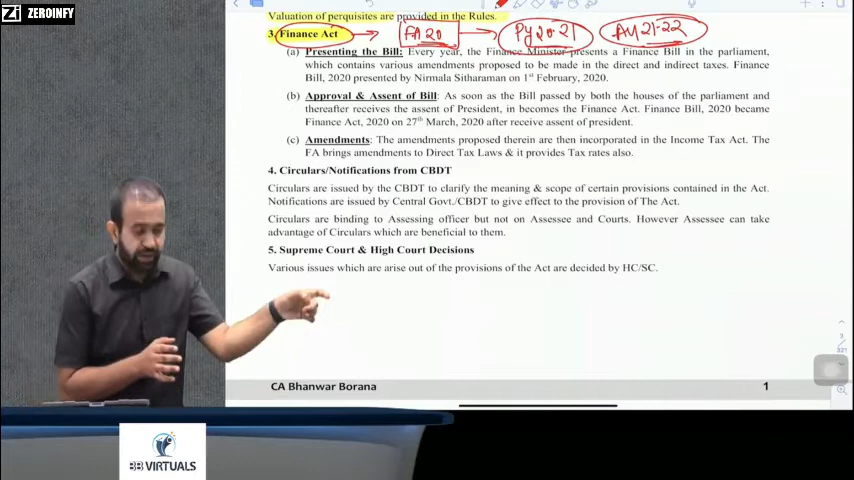 Zi ZEROINFY
Valuation of perquisites are provided in the Rules.
3. Finance Act → FA 20 → Py 20-21 Ay 21-22
(a) Presenting the Bill: Every year, the Finance Minister presents a Finance Bill in the parliament,
which contains various amendments proposed to be made in the direct and indirect taxes. Finance
Bill, 2020 presented by Nirmala Sitharaman on 1st February, 2020.
(b) Approval & Assent of Bill: As soon as the Bill passed by both the houses of the parliament and
thereafter receives the assent of President, in becomes the Finance Act. Finance Bill, 2020 became
Finance Act, 2020 on 27th March, 2020 after receive assent of president.
(c) Amendments: The amendments proposed therein are then incorporated in the Income Tax Act. The
FA brings amendments to Direct Tax Laws & it provides Tax rates also.
4. Circulars/Notifications from CBDT
Circulars are issued by the CBDT to clarify the meaning & scope of certain provisions contained in the Act.
Notifications are issued by Central Govt./CBDT to give effect to the provision of The Act.
Circulars are binding to Assessing officer but not on Assessee and Courts. However Assessee can take
advantage of Circulars which are beneficial to them.
5. Supreme Court & High Court Decisions
Various issues which are arise out of the provisions of the Act are decided by HC/SC.
CA Bhanwar Borana 1
BB VIRTUALS